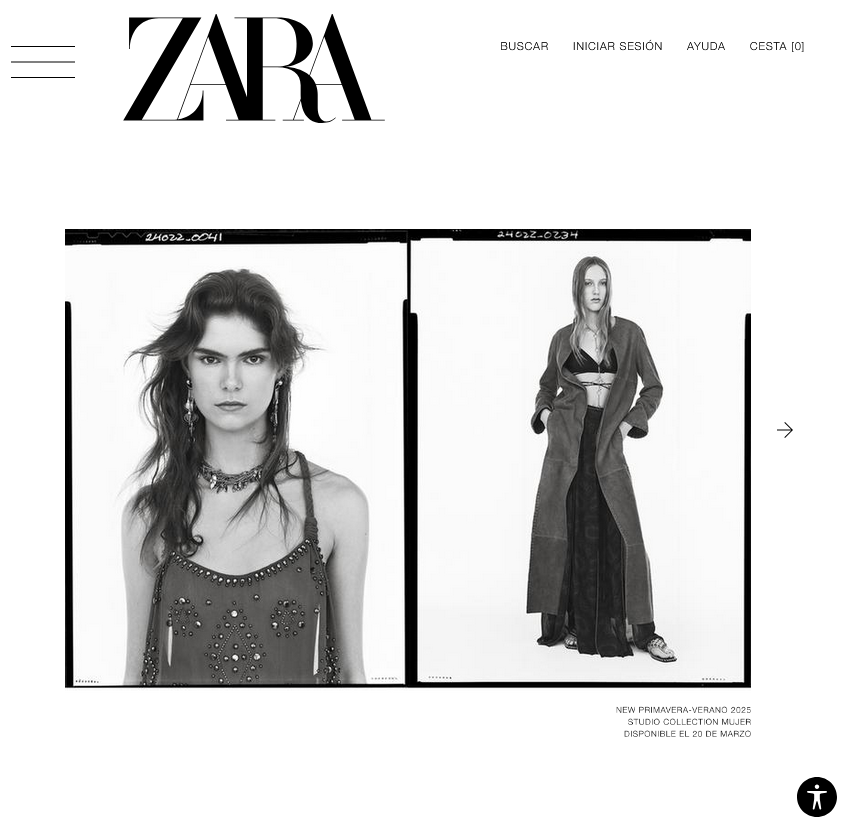 ZARA
BUSCAR
INICIAR SESIÓN
AYUDA
CESTA [0]
24022_0041
24022_0234
NEW PRIMAVERA-VERANO 2025
STUDIO COLLECTION MUJER
DISPONIBLE EL 20 DE MARZO